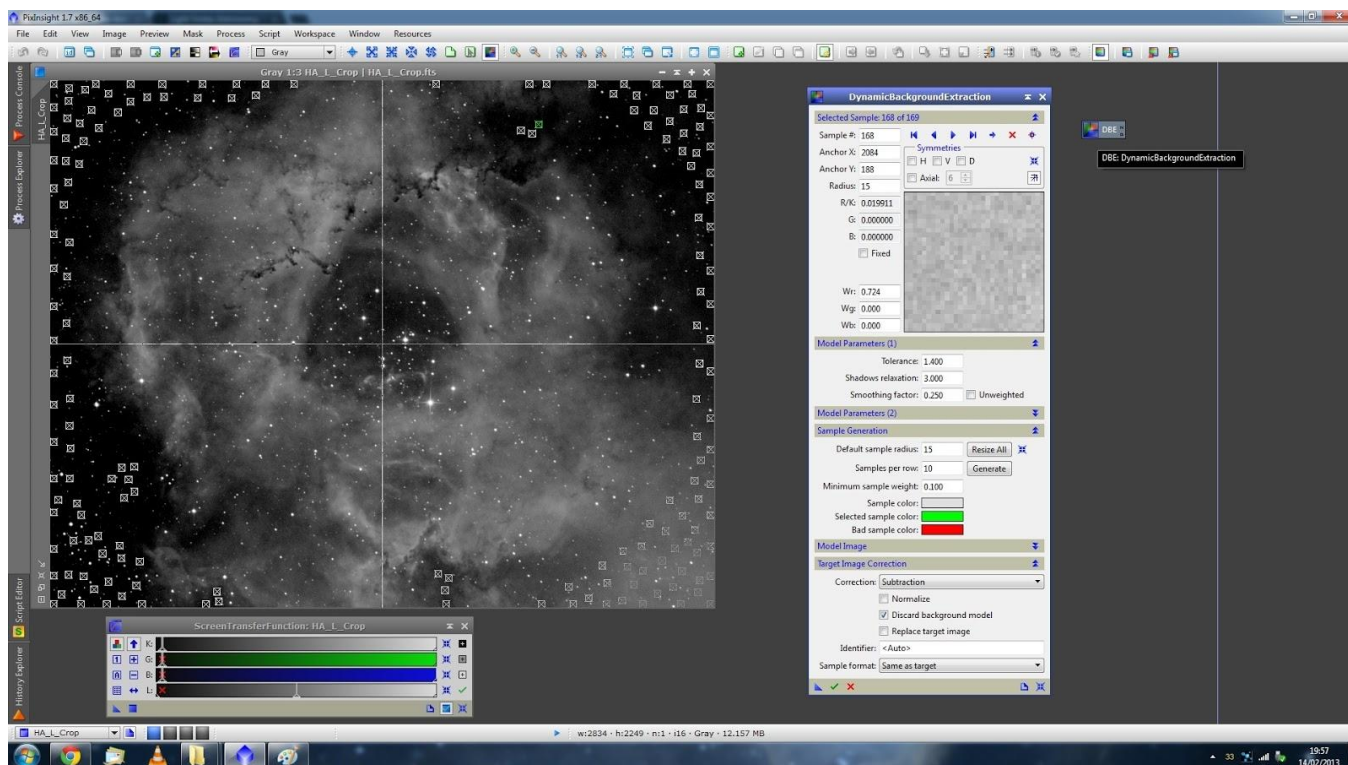 PixInsight 1.7 x86_64
File Edit View Image Preview Mask Process Script Workspace Window Resources
Gray
Gray 1:3 HA_L_Crop | HA_L_Crop.fts
HA_L_Crop
Process Console
Process Explorer
Script Editor
History Explorer
DynamicBackgroundExtraction
Selected Sample: 168 of 169
Sample #: 168
Anchor X: 2084
Symmetries
H V D
Anchor Y: 188
Axial: 6
Radius: 15
R/K: 0.019911
G: 0.000000
B: 0.000000
Fixed
Wr: 0.724
Wg: 0.000
Wb: 0.000
Model Parameters (1)
Tolerance: 1.400
Shadows relaxation: 3.000
Smoothing factor: 0.250 Unweighted
Model Parameters (2)
Sample Generation
Default sample radius: 15 Resize All
Samples per row: 10 Generate
Minimum sample weight: 0.100
Sample color:
Selected sample color:
Bad sample color:
Model Image
Target Image Correction
Correction: Subtraction
Normalize
Discard background model
Replace target image
Identifier: <Auto>
Sample format: Same as target
DBE
DBE: DynamicBackgroundExtraction
ScreenTransferFunction: HA_L_Crop
K:
G:
B:
L:
HA_L_Crop
w:2834 · h:2249 · n:1 · i16 · Gray · 12.157 MB
33
19:57
14/02/2013